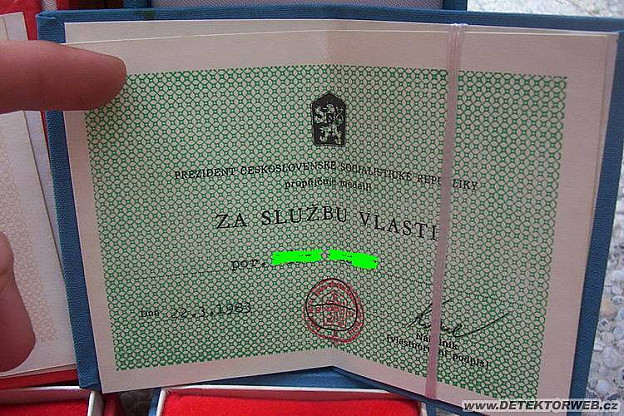 PREZIDENT ČESKOSLOVENSKÉ SOCIALISTICKÉ REPUBLIKY
propůjčuje medaili
ZA SLUŽBU VLASTI
por.
Dne 22.3.1983
Náčelník
(vlastnoruční podpis)
www.DETEKTORWEB.cz